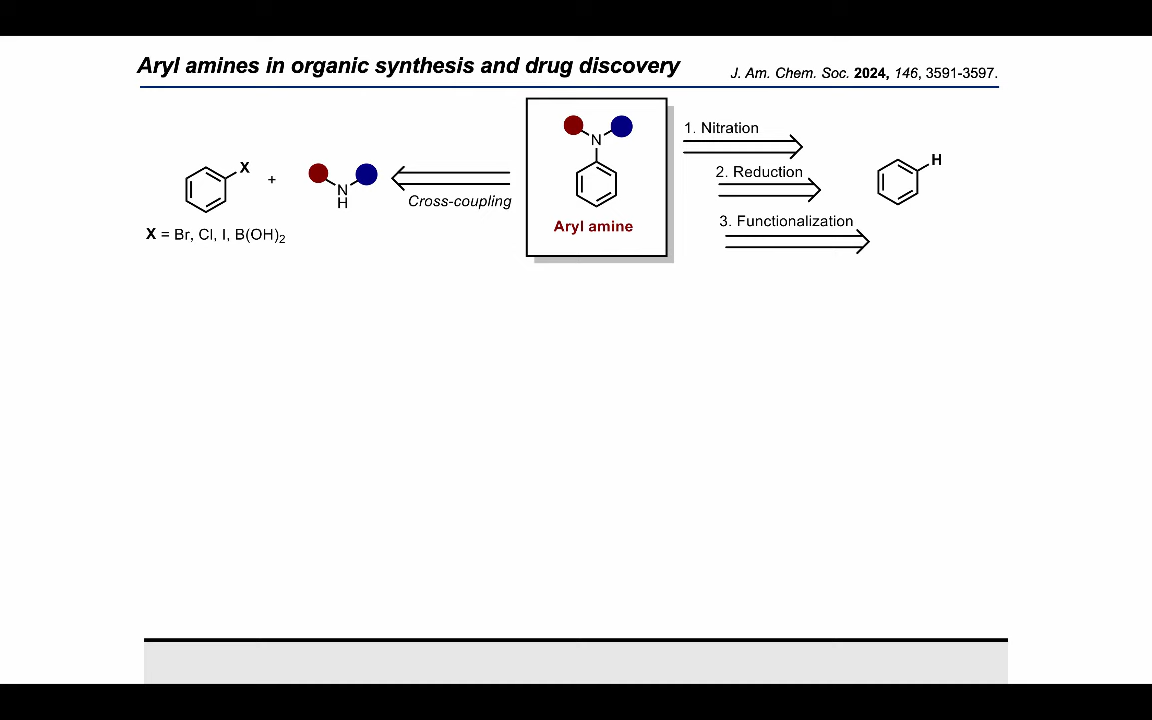 Aryl amines in organic synthesis and drug discovery
J. Am. Chem. Soc. 2024, 146, 3591-3597.
X
+
N
H
Cross-coupling
X = Br, Cl, I, B(OH)₂
N
Aryl amine
1. Nitration
2. Reduction
3. Functionalization
H